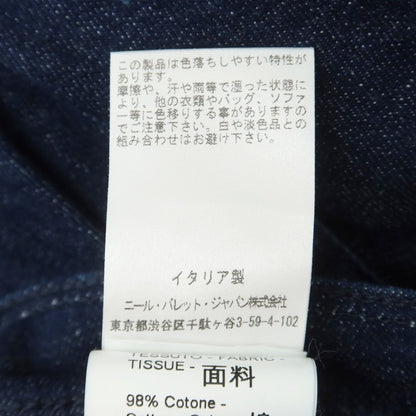 この製品は色落ちしやすい特性が
あります。
摩擦や、汗や雨等で湿った状態に
より、他の衣類やバッグ、ソファ
ー等に色移りする事がありますの
でご注意下さい。白や淡色品との
組み合わせはお避け下さい。
イタリア製
ニール・バレット・ジャパン株式会社
東京都渋谷区千駄ヶ谷3-59-4-102
TESSUTO - FABRIC -
TISSUE - 面料
98% Cotone -